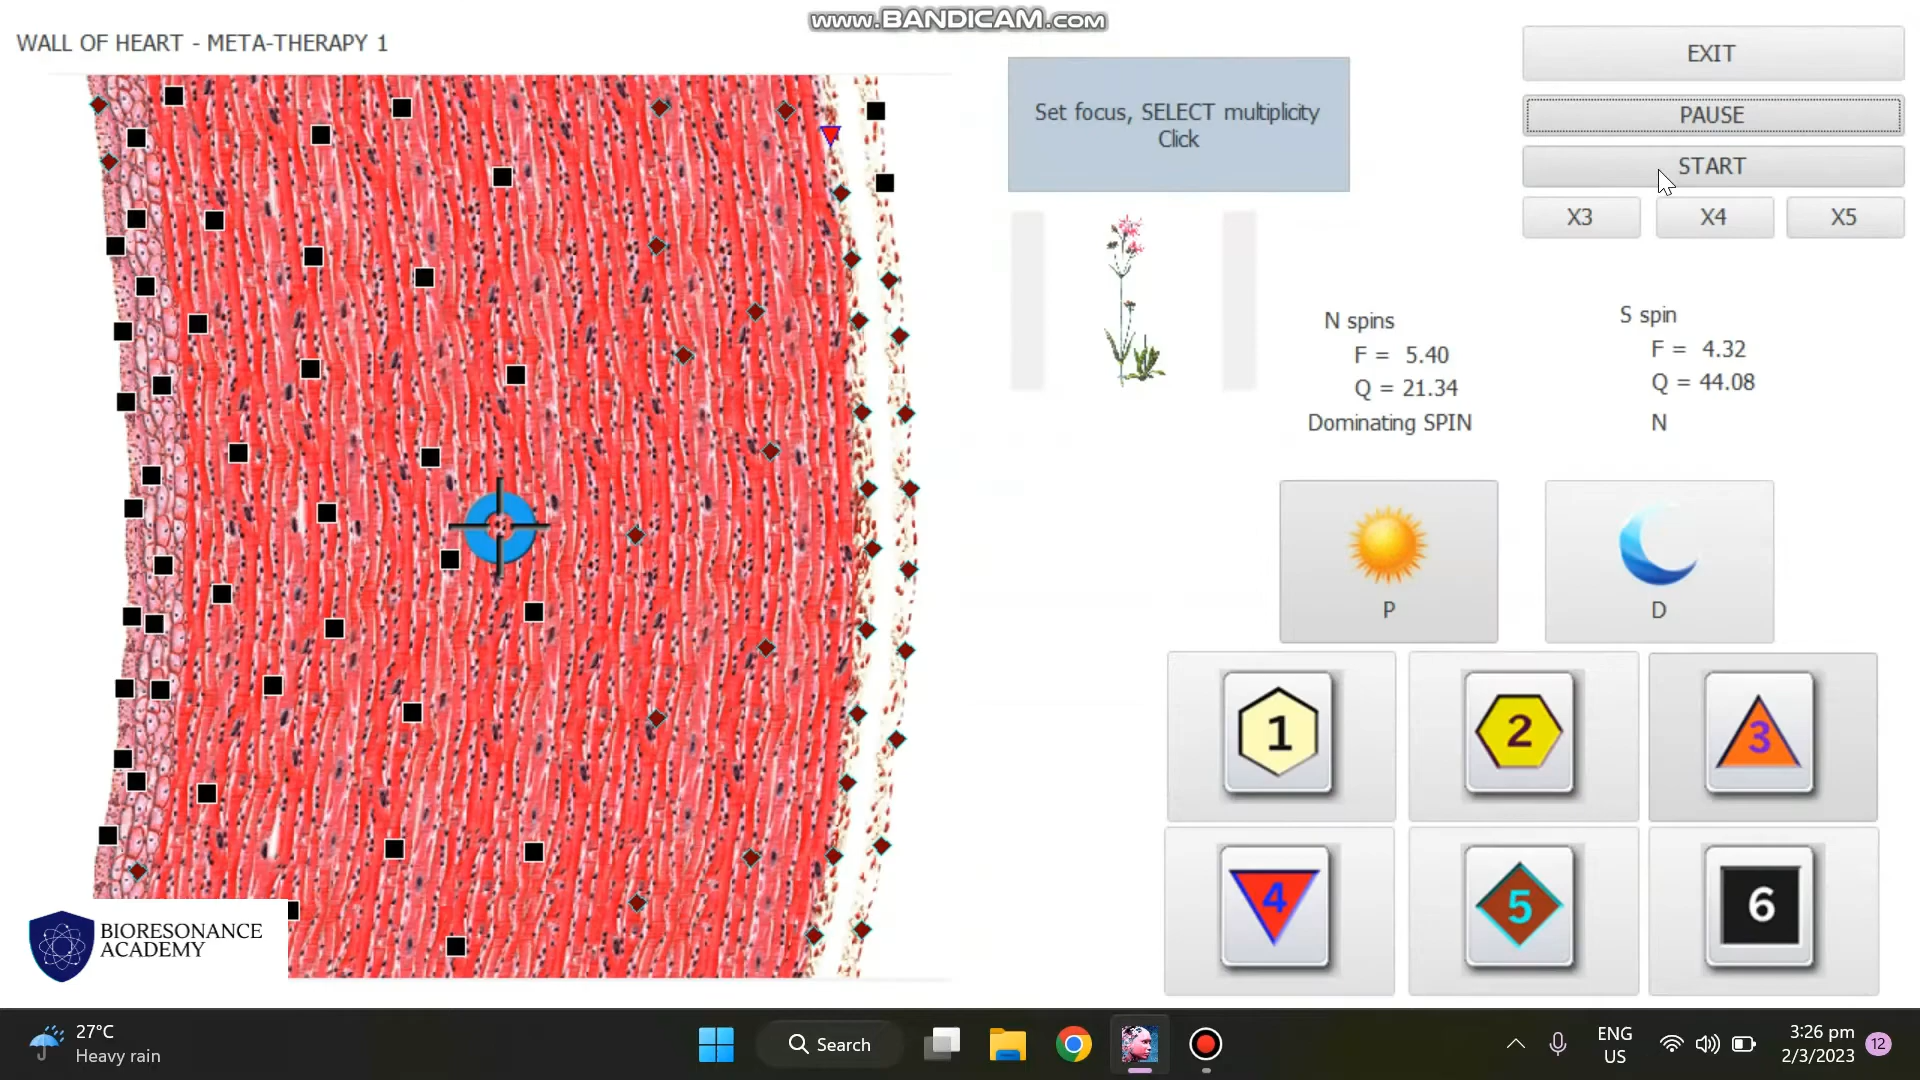 www.BANDICAM.com
WALL OF HEART - META-THERAPY 1
Set focus, SELECT multiplicity
Click
EXIT
PAUSE
START
X3 X4 X5
N spins
F = 5.40
Q = 21.34
Dominating SPIN
S spin
F = 4.32
Q = 44.08
N
P
D
1
2
3
4
5
6
BIORESONANCE
ACADEMY
27°C
Heavy rain
Search
ENG
US
3:26 pm
2/3/2023
12